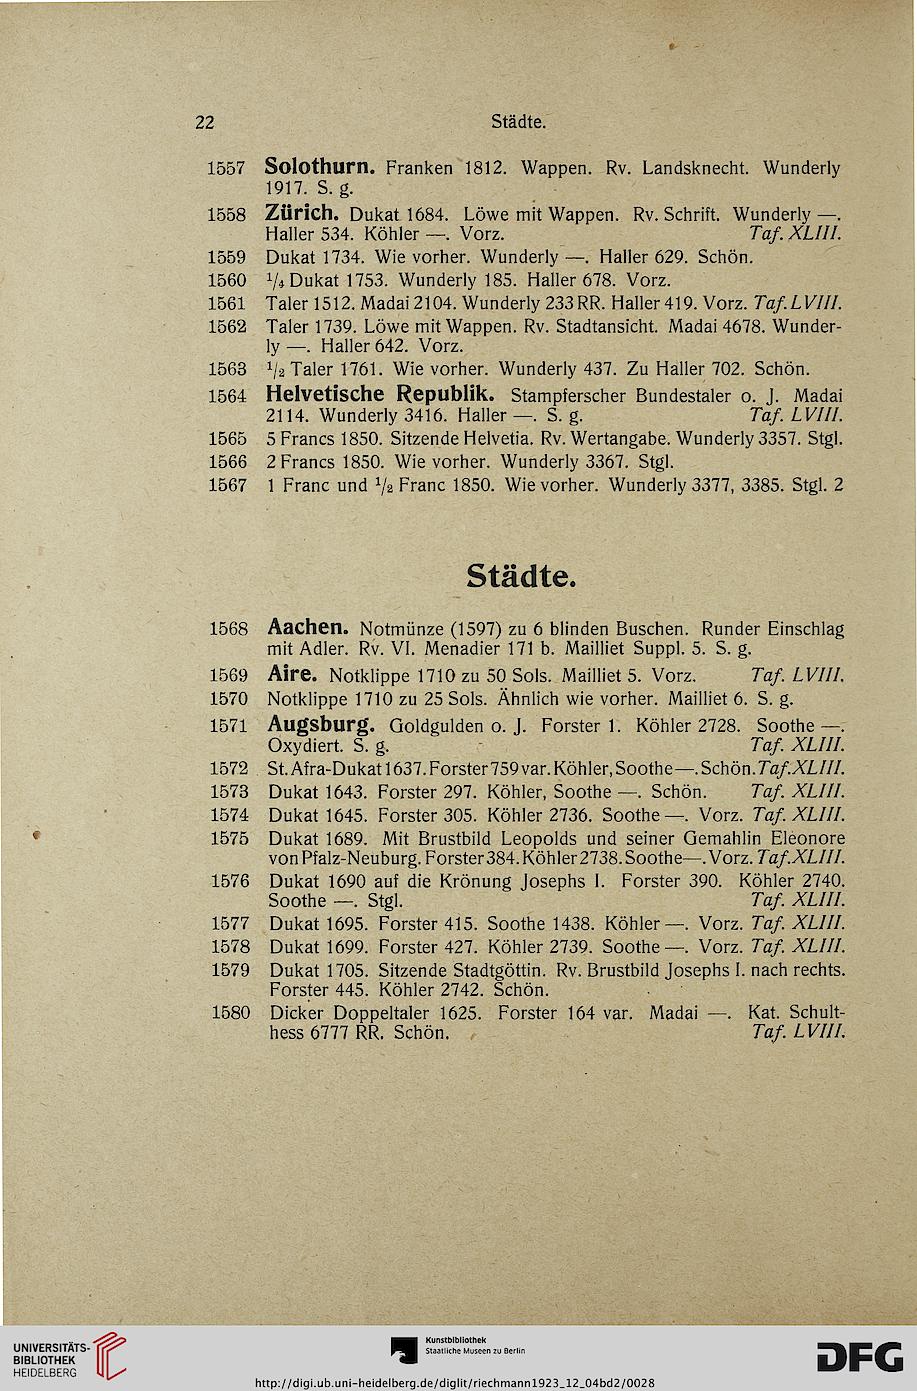 22 Städte.
1557 Solothurn. Franken 1812. Wappen. Rv. Landsknecht. Wunderly
1917. S. g.
1558 Zürich. Dukat 1684. Löwe mit Wappen. Rv. Schrift. Wunderly —.
Haller 534. Köhler —. Vorz. Taf. XLIII.
1559 Dukat 1734. Wie vorher. Wunderly —. Haller 629. Schön.
1560 ¼ Dukat 1753. Wunderly 185. Haller 678. Vorz.
1561 Taler 1512. Madai 2104. Wunderly 233 RR. Haller 419. Vorz. Taf. LVIII.
1562 Taler 1739. Löwe mit Wappen. Rv. Stadtansicht. Madai 4678. Wunder-
ly —. Haller 642. Vorz.
1563 ½ Taler 1761. Wie vorher. Wunderly 437. Zu Haller 702. Schön.
1564 Helvetische Republik. Stampferscher Bundestaler o. J. Madai
2114. Wunderly 3416. Haller —. S. g. Taf. LVIII.
1565 5 Francs 1850. Sitzende Helvetia. Rv. Wertangabe. Wunderly 3357. Stgl.
1566 2 Francs 1850. Wie vorher. Wunderly 3367. Stgl.
1567 1 Franc und ½ Franc 1850. Wie vorher. Wunderly 3377, 3385. Stgl. 2
Städte.
1568 Aachen. Notmünze (1597) zu 6 blinden Buschen. Runder Einschlag
mit Adler. Rv. VI. Menadier 171 b. Mailliet Suppl. 5. S. g.
1569 Aire. Notklippe 1710 zu 50 Sols. Mailliet 5. Vorz. Taf. LVIII.
1570 Notklippe 1710 zu 25 Sols. Ähnlich wie vorher. Mailliet 6. S. g.
1571 Augsburg. Goldgulden o. J. Forster 1. Köhler 2728. Soothe —.
Oxydiert. S. g. Taf. XLIII.
1572 St. Afra-Dukat 1637. Forster 759 var. Köhler, Soothe —. Schön. Taf. XLIII.
1573 Dukat 1643. Forster 297. Köhler, Soothe —. Schön. Taf. XLIII.
1574 Dukat 1645. Forster 305. Köhler 2736. Soothe —. Vorz. Taf. XLIII.
1575 Dukat 1689. Mit Brustbild Leopolds und seiner Gemahlin Eleonore
von Pfalz-Neuburg. Forster 384. Köhler 2738. Soothe —. Vorz. Taf. XLIII.
1576 Dukat 1690 auf die Krönung Josephs I. Forster 390. Köhler 2740.
Soothe —. Stgl. Taf. XLIII.
1577 Dukat 1695. Forster 415. Soothe 1438. Köhler —. Vorz. Taf. XLIII.
1578 Dukat 1699. Forster 427. Köhler 2739. Soothe —. Vorz. Taf. XLIII.
1579 Dukat 1705. Sitzende Stadtgöttin. Rv. Brustbild Josephs I. nach rechts.
Forster 445. Köhler 2742. Schön.
1580 Dicker Doppeltaler 1625. Forster 164 var. Madai —. Kat. Schult-
hess 6777 RR. Schön. Taf. LVIII.
UNIVERSITÄTS-
BIBLIOTHEK
HEIDELBERG
Kunstbibliothek
Staatliche Museen zu Berlin
DFG
http://digi.ub.uni-heidelberg.de/diglit/riechmann1923_12_04bd2/0028